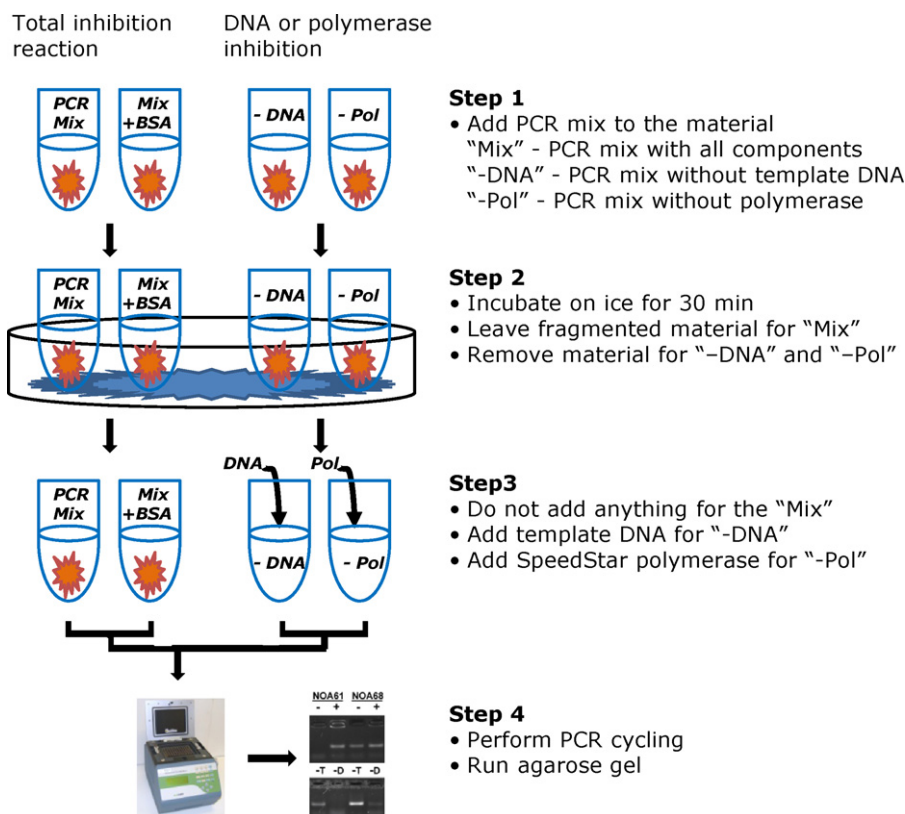 Total inhibition
reaction
DNA or polymerase
inhibition
PCR
Mix
Mix
+BSA
- DNA
- Pol
Step 1
• Add PCR mix to the material
“Mix” - PCR mix with all components
“-DNA” - PCR mix without template DNA
“-Pol” - PCR mix without polymerase
PCR
Mix
Mix
+BSA
- DNA
- Pol
Step 2
• Incubate on ice for 30 min
• Leave fragmented material for “Mix”
• Remove material for “–DNA” and “–Pol”
DNA
Pol
PCR
Mix
Mix
+BSA
- DNA
- Pol
Step3
• Do not add anything for the “Mix”
• Add template DNA for “-DNA”
• Add SpeedStar polymerase for “-Pol”
NOA61 NOA68
- + - +
-T -D -T -D
Step 4
• Perform PCR cycling
• Run agarose gel